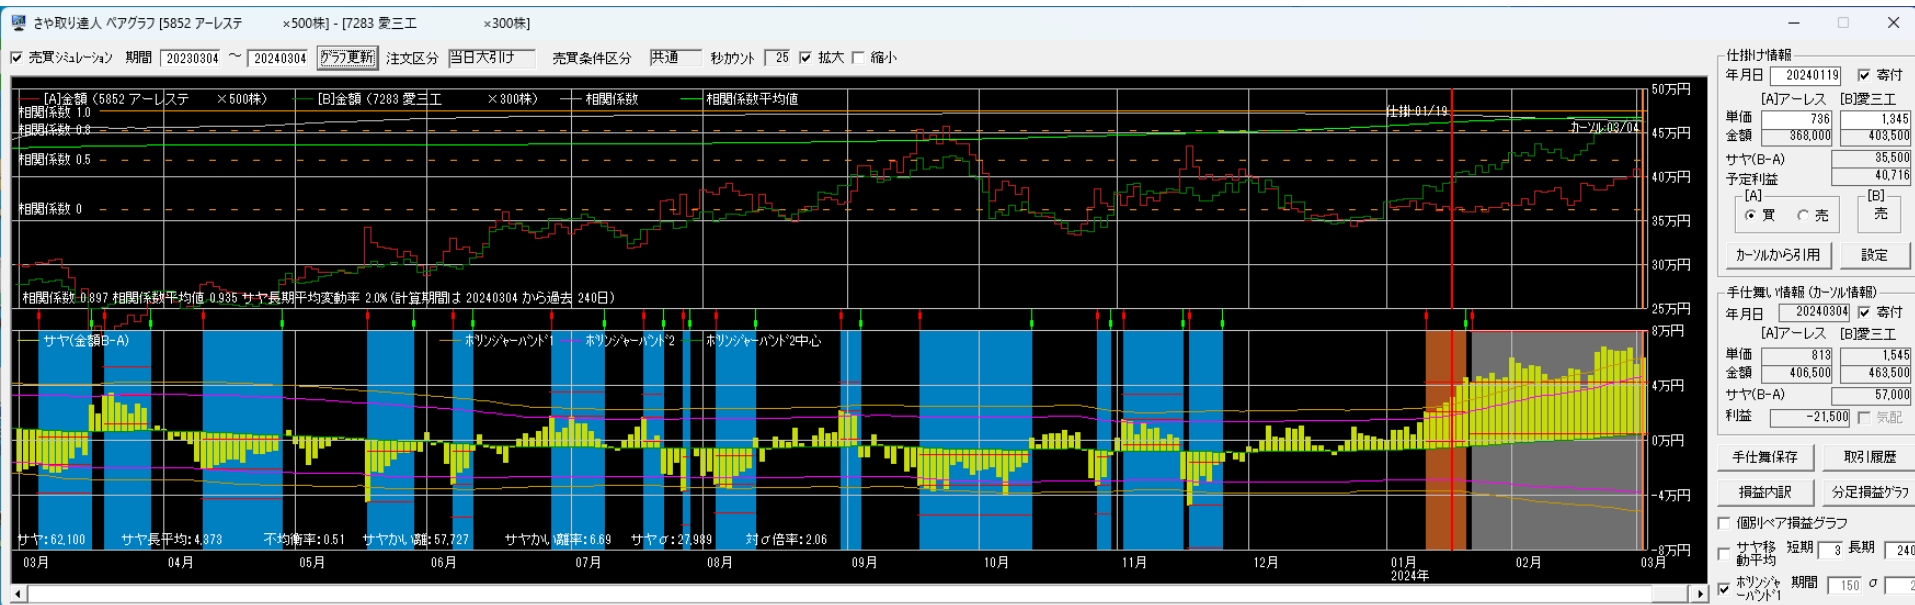 さや取り達人 ペアグラフ [5852 アーレステ ×500株] - [7283 愛三工 ×300株]
売買シュミレーション 期間 20230304 ～ 20240304 グラフ更新 注文区分 当日大引け 売買条件区分 共通 秒カウント 25 拡大 縮小
[A]金額 (5852 アーレステ ×500株) [B]金額 (7283 愛三工 ×300株) 相関係数 相関係数平均値
相関係数 1.0
相関係数 0.8
相関係数 0.5
相関係数 0
仕掛:01/19
カーソル:03/04
50万円
45万円
40万円
35万円
30万円
25万円
相関係数 0.897 相関係数平均値 0.935 サヤ長期平均変動率 2.0% (計算期間は 20240304 から過去 240日)
サヤ(金額B-A) ボリンジャーバンド1 ボリンジャーバンド2 ボリンジャーバンド2中心
8万円
4万円
0万円
-4万円
-8万円
サヤ:62,100 サヤ長平均:4,373 不均衡率:0.51 サヤかい離:57,727 サヤかい離率:6.69 サヤσ:27,989 対σ倍率:2.06
03月 04月 05月 06月 07月 08月 09月 10月 11月 12月 01月 02月 03月
2024年
仕掛け情報
年月日 20240119 寄付
[A]アーレス [B]愛三工
単価 736 1,345
金額 368,000 403,500
サヤ(B-A) 35,500
予定利益 40,716
[A] [B]
買 売 売
カーソルから引用 設定
手仕舞い情報 (カーソル情報)
年月日 20240304 寄付
[A]アーレス [B]愛三工
単価 813 1,545
金額 406,500 463,500
サヤ(B-A) 57,000
利益 -21,500 気配
手仕舞保存 取引履歴
損益内訳 分足損益グラフ
個別ペア損益グラフ
サヤ移動平均 短期 3 長期 240
ボリンジャーバンド1 期間 150 σ 2